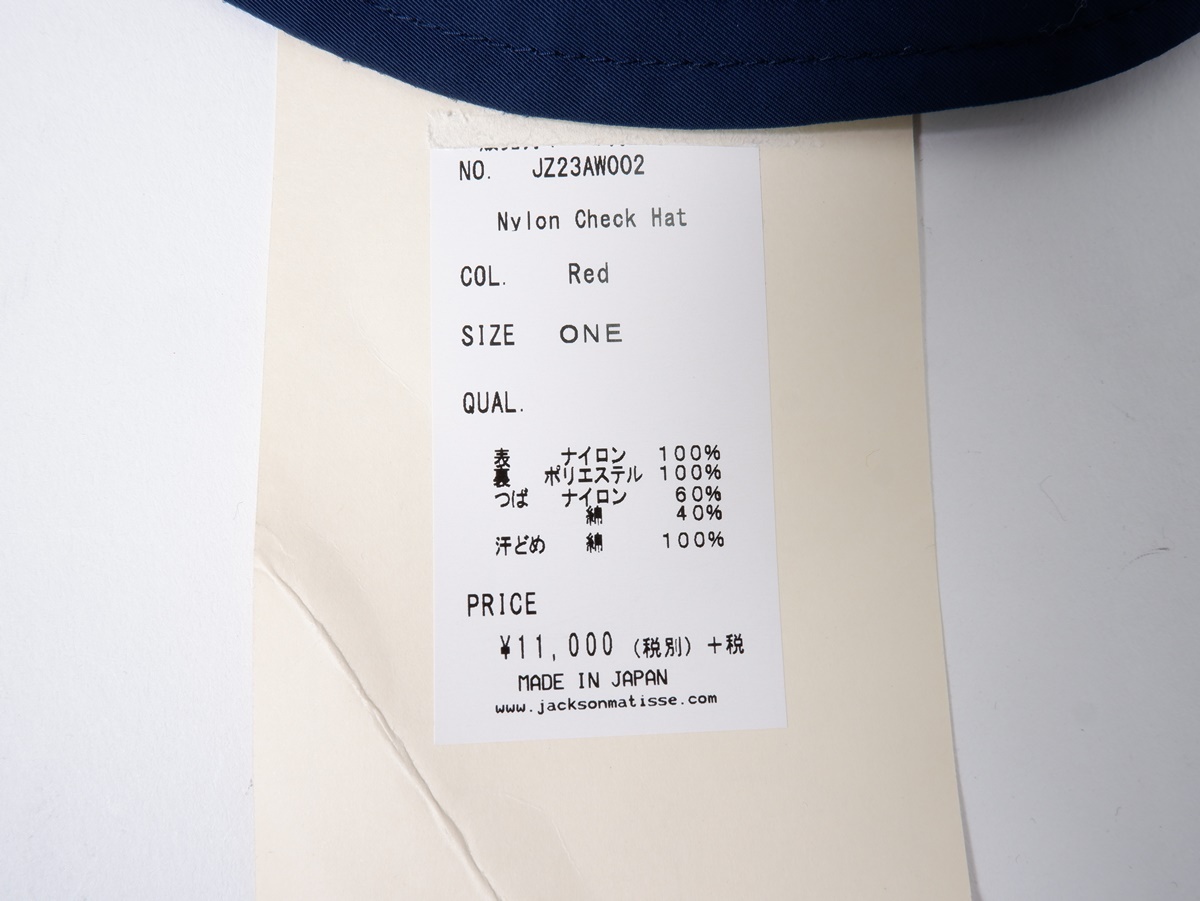 NO. JZ23AW002
Nylon Check Hat
COL. Red
SIZE ONE
QUAL.
表 ナイロン 100%
裏 ポリエステル 100%
つば ナイロン 60%
綿 40%
汗どめ 綿 100%
PRICE
¥11,000 (税別) +税
MADE IN JAPAN
www.jacksonmatisse.com